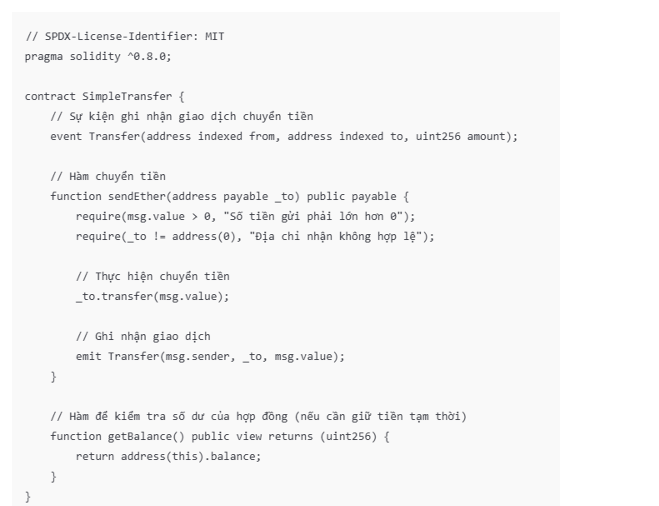 // SPDX-License-Identifier: MIT
pragma solidity ^0.8.0;

contract SimpleTransfer {
    // Sự kiện ghi nhận giao dịch chuyển tiền
    event Transfer(address indexed from, address indexed to, uint256 amount);

    // Hàm chuyển tiền
    function sendEther(address payable _to) public payable {
        require(msg.value > 0, "Số tiền gửi phải lớn hơn 0");
        require(_to != address(0), "Địa chỉ nhận không hợp lệ");

        // Thực hiện chuyển tiền
        _to.transfer(msg.value);

        // Ghi nhận giao dịch
        emit Transfer(msg.sender, _to, msg.value);
    }

    // Hàm để kiểm tra số dư của hợp đồng (nếu cần giữ tiền tạm thời)
    function getBalance() public view returns (uint256) {
        return address(this).balance;
    }
}